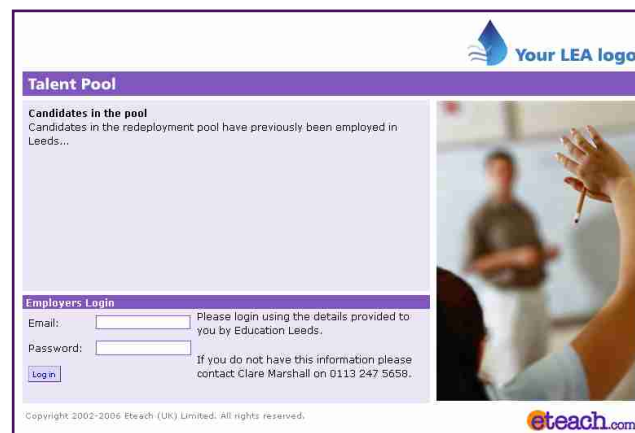 Your LEA logo
Talent Pool
Candidates in the pool
Candidates in the redeployment pool have previously been employed in
Leeds...
Employers Login
Email:
Please login using the details provided to
you by Education Leeds.
Password:
If you do not have this information please
contact Clare Marshall on 0113 247 5658.
Log in
Copyright 2002-2006 Eteach (UK) Limited. All rights reserved.
eteach.com